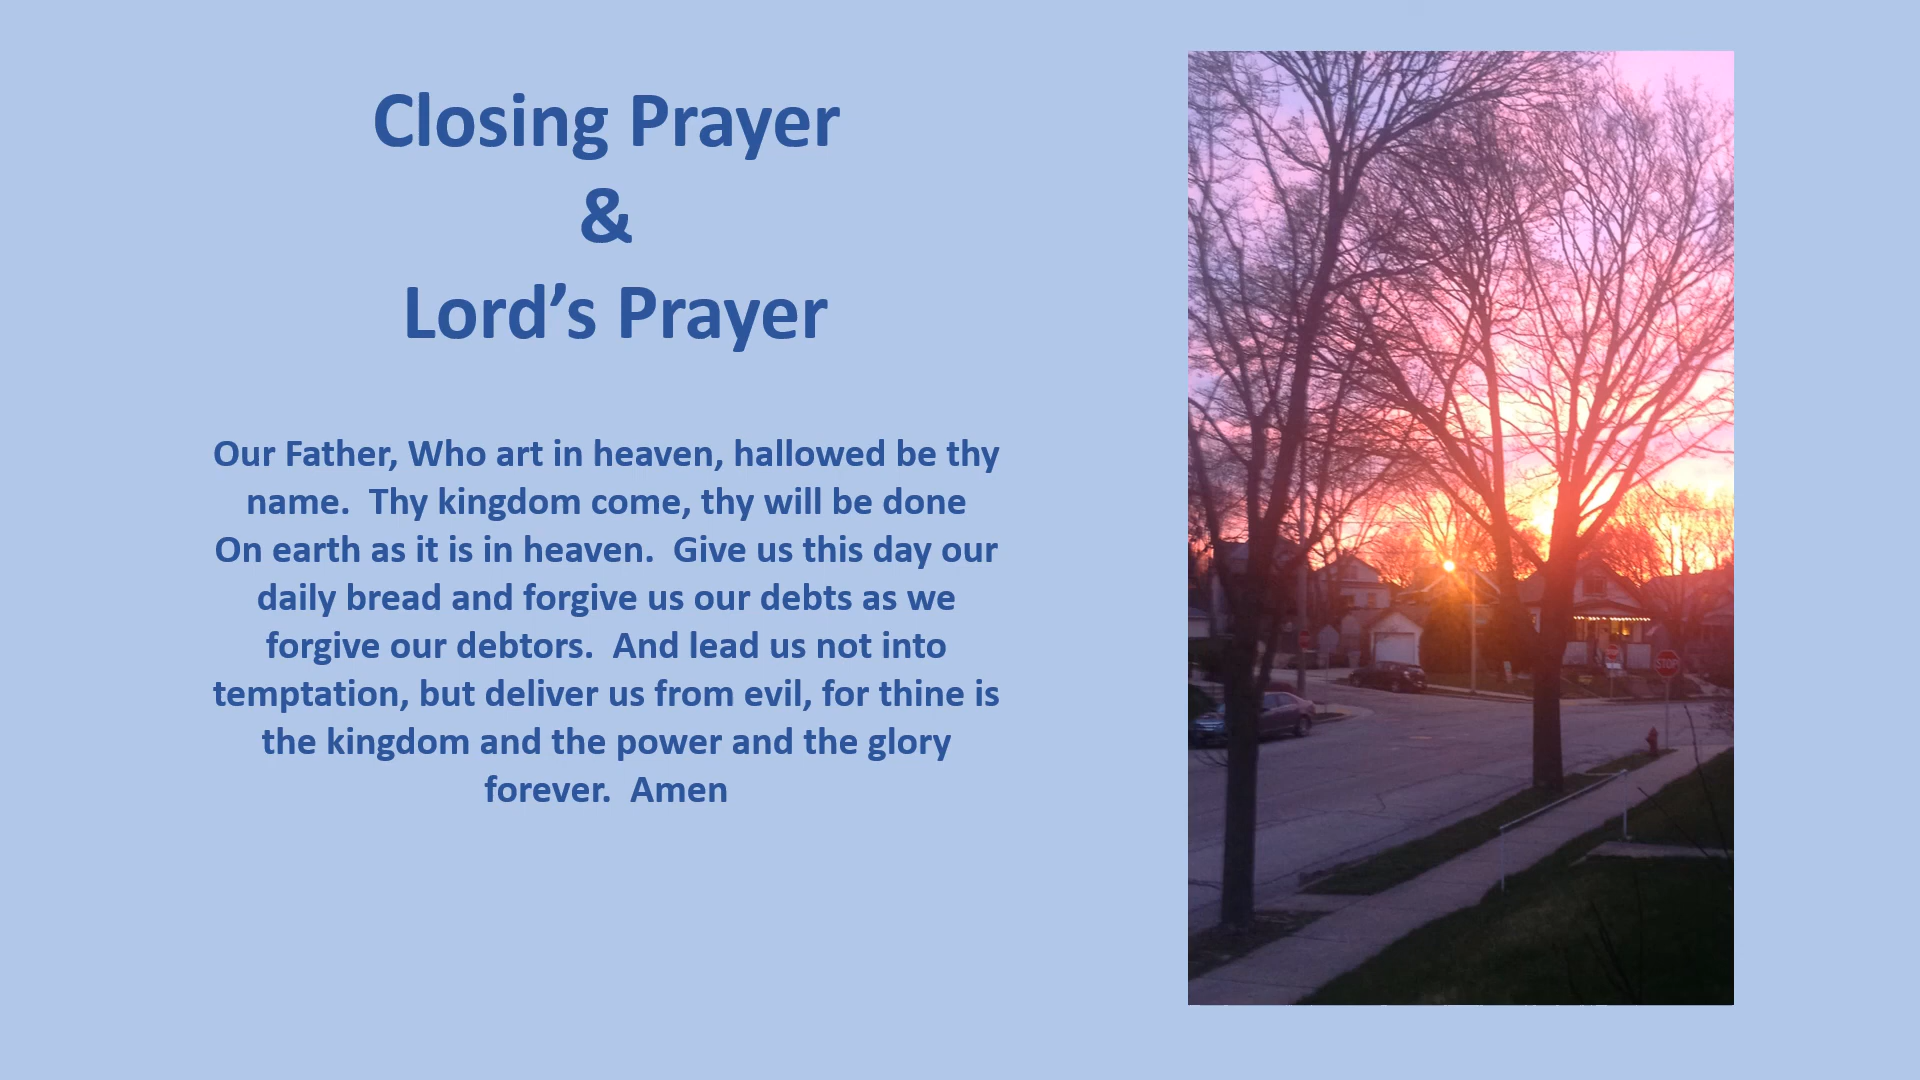 Closing Prayer
&
Lord’s Prayer
Our Father, Who art in heaven, hallowed be thy
name.  Thy kingdom come, thy will be done
On earth as it is in heaven.  Give us this day our
daily bread and forgive us our debts as we
forgive our debtors.  And lead us not into
temptation, but deliver us from evil, for thine is
the kingdom and the power and the glory
forever.  Amen
STOP